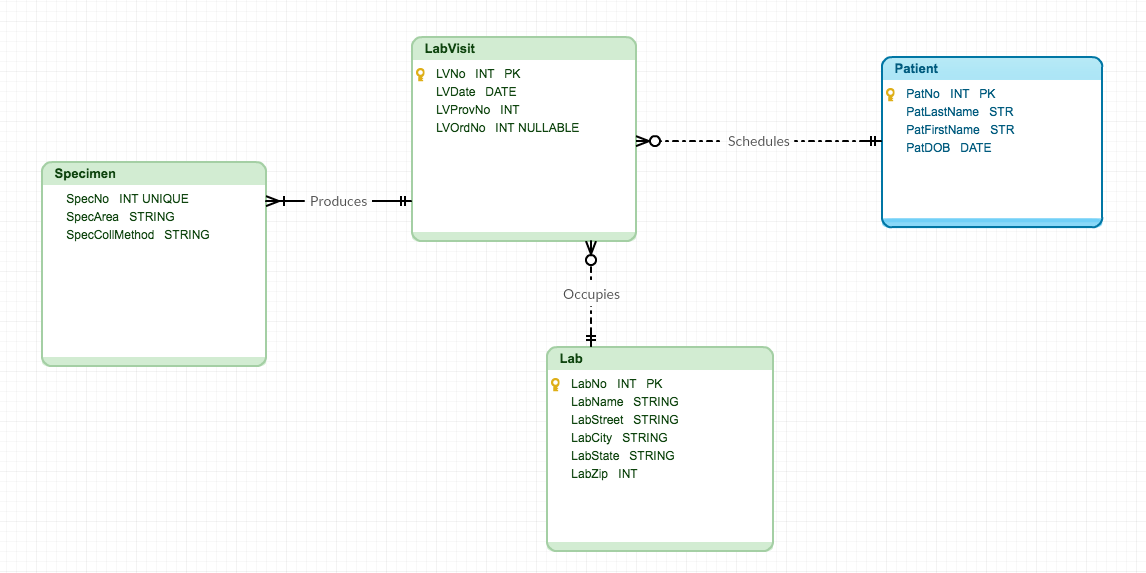 LabVisit
LVNo INT PK
LVDate DATE
LVProvNo INT
LVOrdNo INT NULLABLE
Patient
PatNo INT PK
PatLastName STR
PatFirstName STR
PatDOB DATE
Schedules
Specimen
SpecNo INT UNIQUE
SpecArea STRING
SpecCollMethod STRING
Produces
Occupies
Lab
LabNo INT PK
LabName STRING
LabStreet STRING
LabCity STRING
LabState STRING
LabZip INT